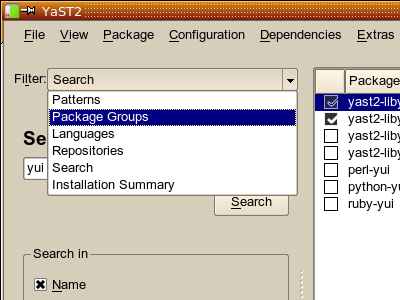 YaST2
File View Package Configuration Dependencies Extras
Filter: Search
Package
Patterns
Package Groups
Languages
Repositories
Search
Installation Summary
yui
Search
yast2-liby
yast2-liby
yast2-liby
yast2-liby
perl-yui
python-yu
ruby-yui
Search in
Name